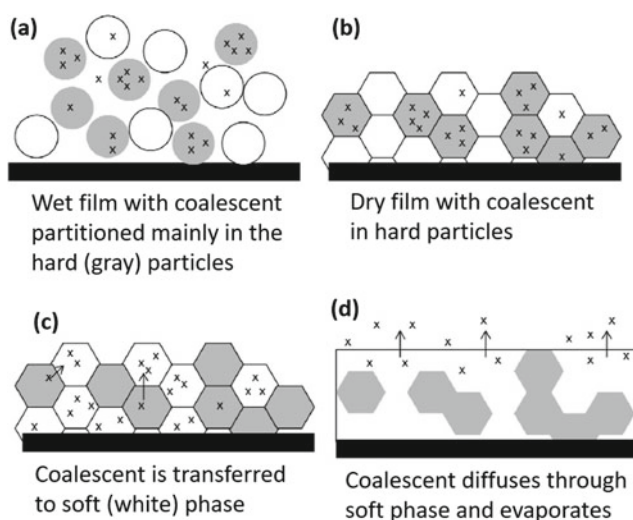 (a)
Wet film with coalescent
partitioned mainly in the
hard (gray) particles
(b)
Dry film with coalescent
in hard particles
(c)
Coalescent is transferred
to soft (white) phase
(d)
Coalescent diffuses through
soft phase and evaporates